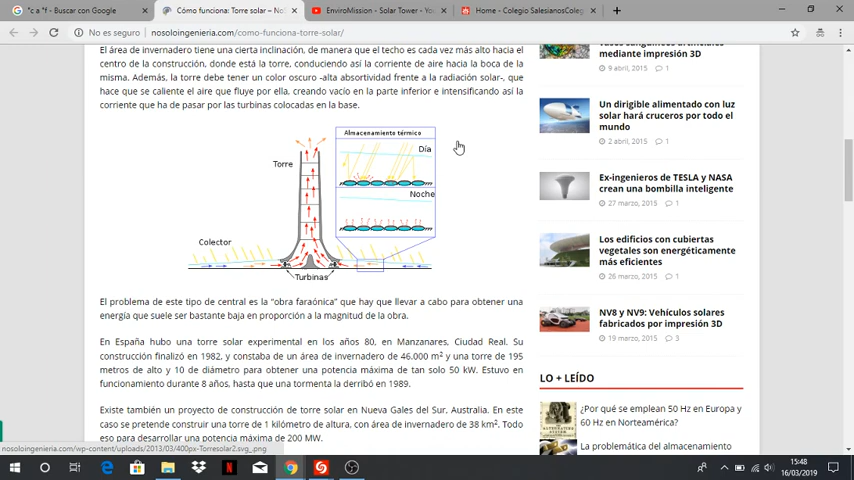 "c a "f - Buscar con Google
Cómo funciona: Torre solar – No
EnviroMission - Solar Tower - Yo
Home - Colegio SalesianosColeg
No es seguro | nosoloingenieria.com/como-funciona-torre-solar/
El área de invernadero tiene una cierta inclinación, de manera que el techo es cada vez más alto hacia el
centro de la construcción, donde está la torre, conduciendo así la corriente de aire hacia la boca de la
misma. Además, la torre debe tener un color oscuro -alta absortividad frente a la radiación solar-, que
hace que se caliente el aire que fluye por ella, creando vacío en la parte inferior e intensificando así la
corriente que ha de pasar por las turbinas colocadas en la base.
Almacenamiento térmico
Día
Torre
Noche
Colector
Turbinas
El problema de este tipo de central es la "obra faraónica" que hay que llevar a cabo para obtener una
energía que suele ser bastante baja en proporción a la magnitud de la obra.
En España hubo una torre solar experimental en los años 80, en Manzanares, Ciudad Real. Su
construcción finalizó en 1982, y constaba de un área de invernadero de 46.000 m² y una torre de 195
metros de alto y 10 de diámetro para obtener una potencia máxima de tan solo 50 kW. Estuvo en
funcionamiento durante 8 años, hasta que una tormenta la derribó en 1989.
Existe también un proyecto de construcción de torre solar en Nueva Gales del Sur, Australia. En este
caso se pretende construir una torre de 1 kilómetro de altura, con área de invernadero de 38 km². Todo
eso para desarrollar una potencia máxima de 200 MW.
nosoloingenieria.com/wp-content/uploads/2013/03/400px-Torresolar2.svg_.png
vasos sanguíneos artificiales
mediante impresión 3D
9 abril, 2015 1
Un dirigible alimentado con luz
solar hará cruceros por todo el
mundo
2 abril, 2015 1
Ex-ingenieros de TESLA y NASA
crean una bombilla inteligente
27 marzo, 2015 1
Los edificios con cubiertas
vegetales son energéticamente
más eficientes
26 marzo, 2015 1
NV8 y NV9: Vehículos solares
fabricados por impresión 3D
19 marzo, 2015 3
LO + LEÍDO
¿Por qué se emplean 50 Hz en Europa y
60 Hz en Norteamérica?
La problemática del almacenamiento
15:48
16/03/2019